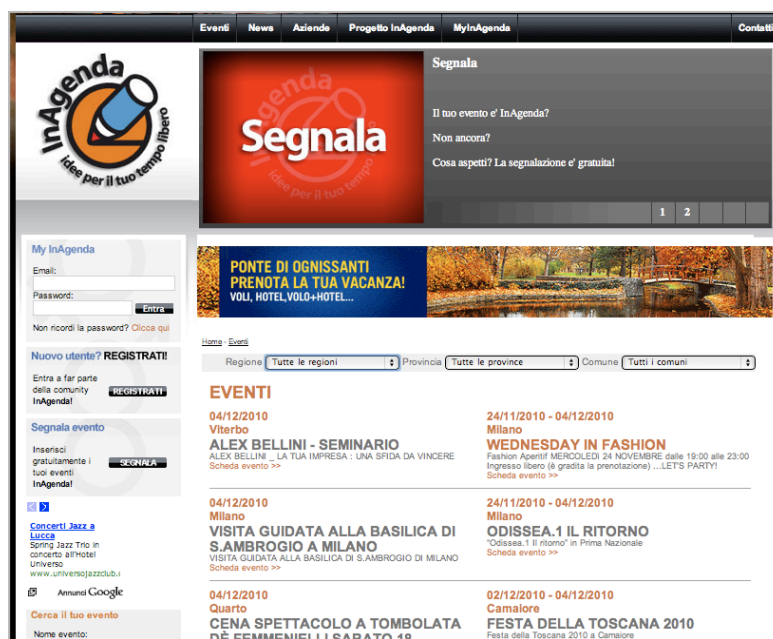 Eventi News Aziende Progetto InAgenda MyInAgenda Contatti
InAgenda
idee per il tuo tempo libero
Segnala
Segnala
Il tuo evento e' InAgenda?
Non ancora?
Cosa aspetti? La segnalazione e' gratuita!
1 2
My InAgenda
Email:
Password:
Entra
Non ricordi la password? Clicca qui
Nuovo utente? REGISTRATI!
Entra a far parte
della comunity
InAgenda!
REGISTRATI
Segnala evento
Inserisci
gratuitamente i
tuoi eventi
InAgenda!
SEGNALA
Concerti Jazz a
Lucca
Spring Jazz Trio in
concerto all'Hotel
Universo
www.universojazzclub.i
Annunci Google
Cerca il tuo evento
Nome evento:
PONTE DI OGNISSANTI
PRENOTA LA TUA VACANZA!
VOLI, HOTEL,VOLO+HOTEL...
Home - Eventi
Regione Tutte le regioni Provincia Tutte le province Comune Tutti i comuni
EVENTI
04/12/2010
Viterbo
ALEX BELLINI - SEMINARIO
ALEX BELLINI _ LA TUA IMPRESA : UNA SFIDA DA VINCERE
Scheda evento >>
24/11/2010 - 04/12/2010
Milano
WEDNESDAY IN FASHION
Fashion Aperitif MERCOLEDÌ 24 NOVEMBRE dalle 19:00 alle 23:00
Ingresso libero (è gradita la prenotazione) ...LET'S PARTY!
Scheda evento >>
04/12/2010
Milano
VISITA GUIDATA ALLA BASILICA DI
S.AMBROGIO A MILANO
VISITA GUIDATA ALLA BASILICA DI S.AMBROGIO DI MILANO
Scheda evento >>
24/11/2010 - 04/12/2010
Milano
ODISSEA.1 IL RITORNO
"Odissea.1 Il ritorno" in Prima Nazionale
Scheda evento >>
04/12/2010
Quarto
CENA SPETTACOLO A TOMBOLATA
DÈ FEMMENIELLI SABATO 18
02/12/2010 - 04/12/2010
Camaiore
FESTA DELLA TOSCANA 2010
Festa della Toscana 2010 a Camaiore